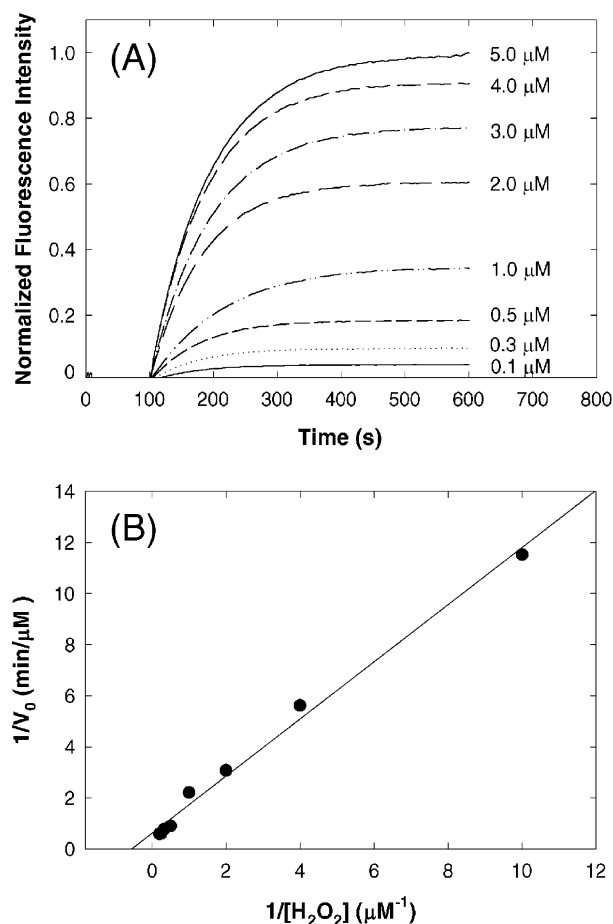 (A)
Normalized Fluorescence Intensity
1.0
0.8
0.6
0.4
0.2
0
5.0 μM
4.0 μM
3.0 μM
2.0 μM
1.0 μM
0.5 μM
0.3 μM
0.1 μM
0 100 200 300 400 500 600 700 800
Time (s)
(B)
1/V₀ (min/μM)
14
12
10
8
6
4
2
0
0 2 4 6 8 10 12
1/[H₂O₂] (μM⁻¹)